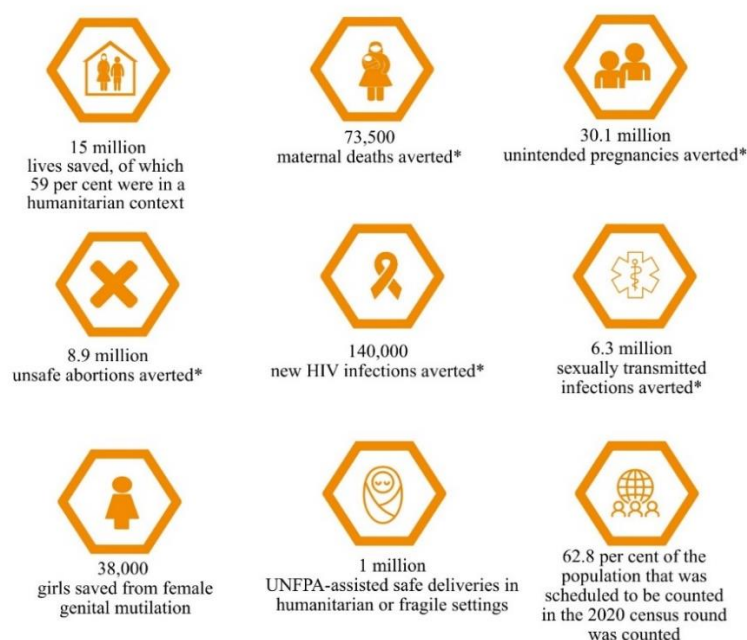 15 million
lives saved, of which
59 per cent were in a
humanitarian context
73,500
maternal deaths averted*
30.1 million
unintended pregnancies averted*
8.9 million
unsafe abortions averted*
140,000
new HIV infections averted*
6.3 million
sexually transmitted
infections averted*
38,000
girls saved from female
genital mutilation
1 million
UNFPA-assisted safe deliveries in
humanitarian or fragile settings
62.8 per cent of the
population that was
scheduled to be counted
in the 2020 census round
was counted